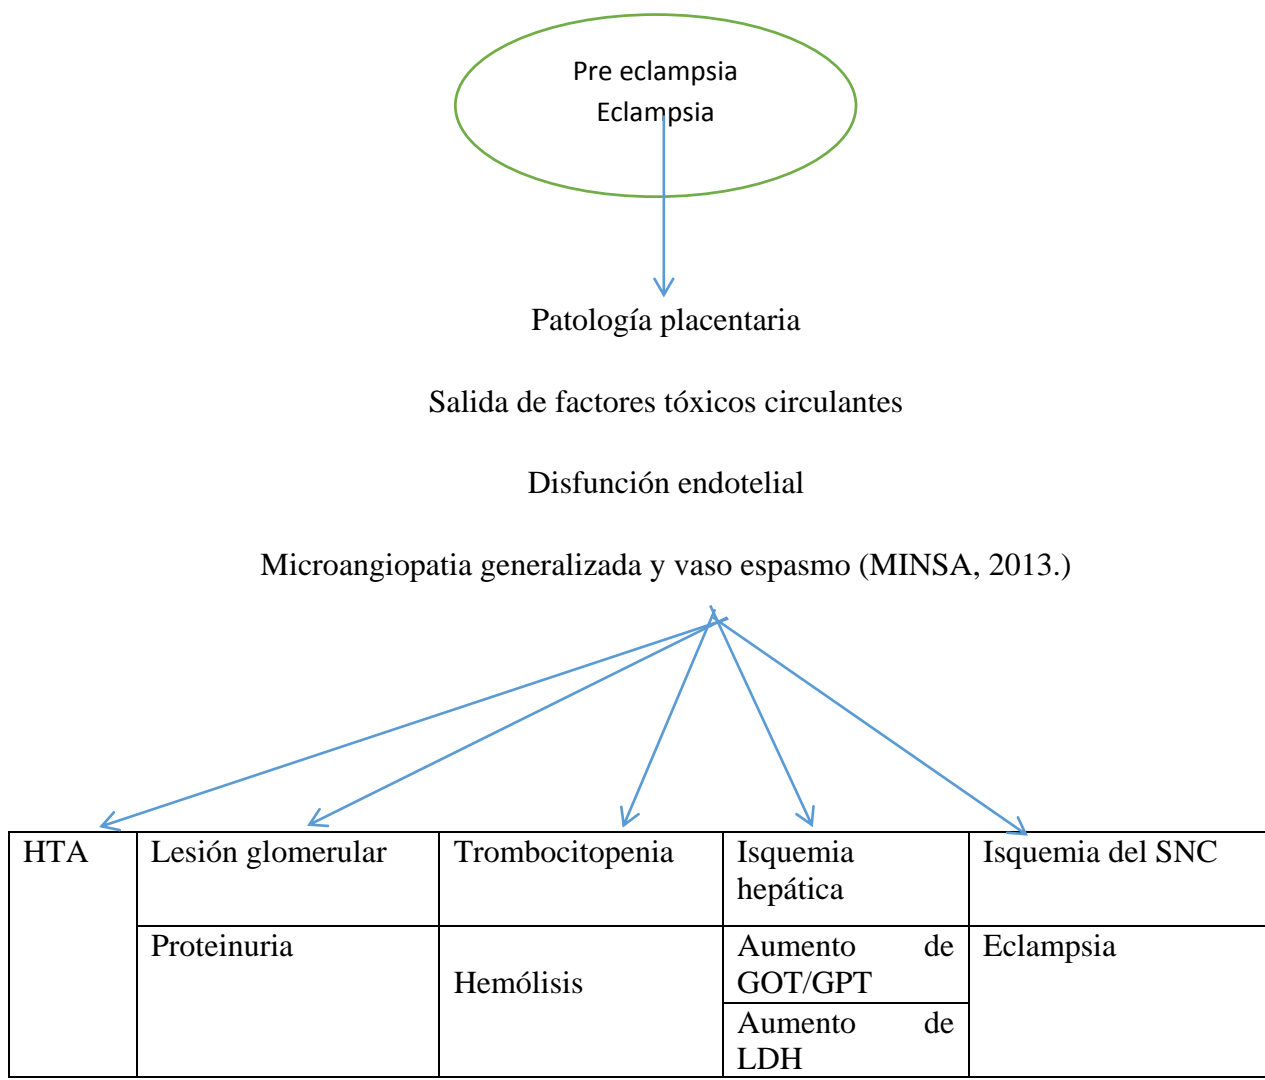 Pre eclampsia
Eclampsia
Patología placentaria
Salida de factores tóxicos circulantes
Disfunción endotelial
Microangiopatia generalizada y vaso espasmo (MINSA, 2013.)
HTA
Lesión glomerular
Trombocitopenia
Isquemia
hepática
Isquemia del SNC
Proteinuria
Hemólisis
Aumento de
GOT/GPT
Aumento de
LDH
Eclampsia